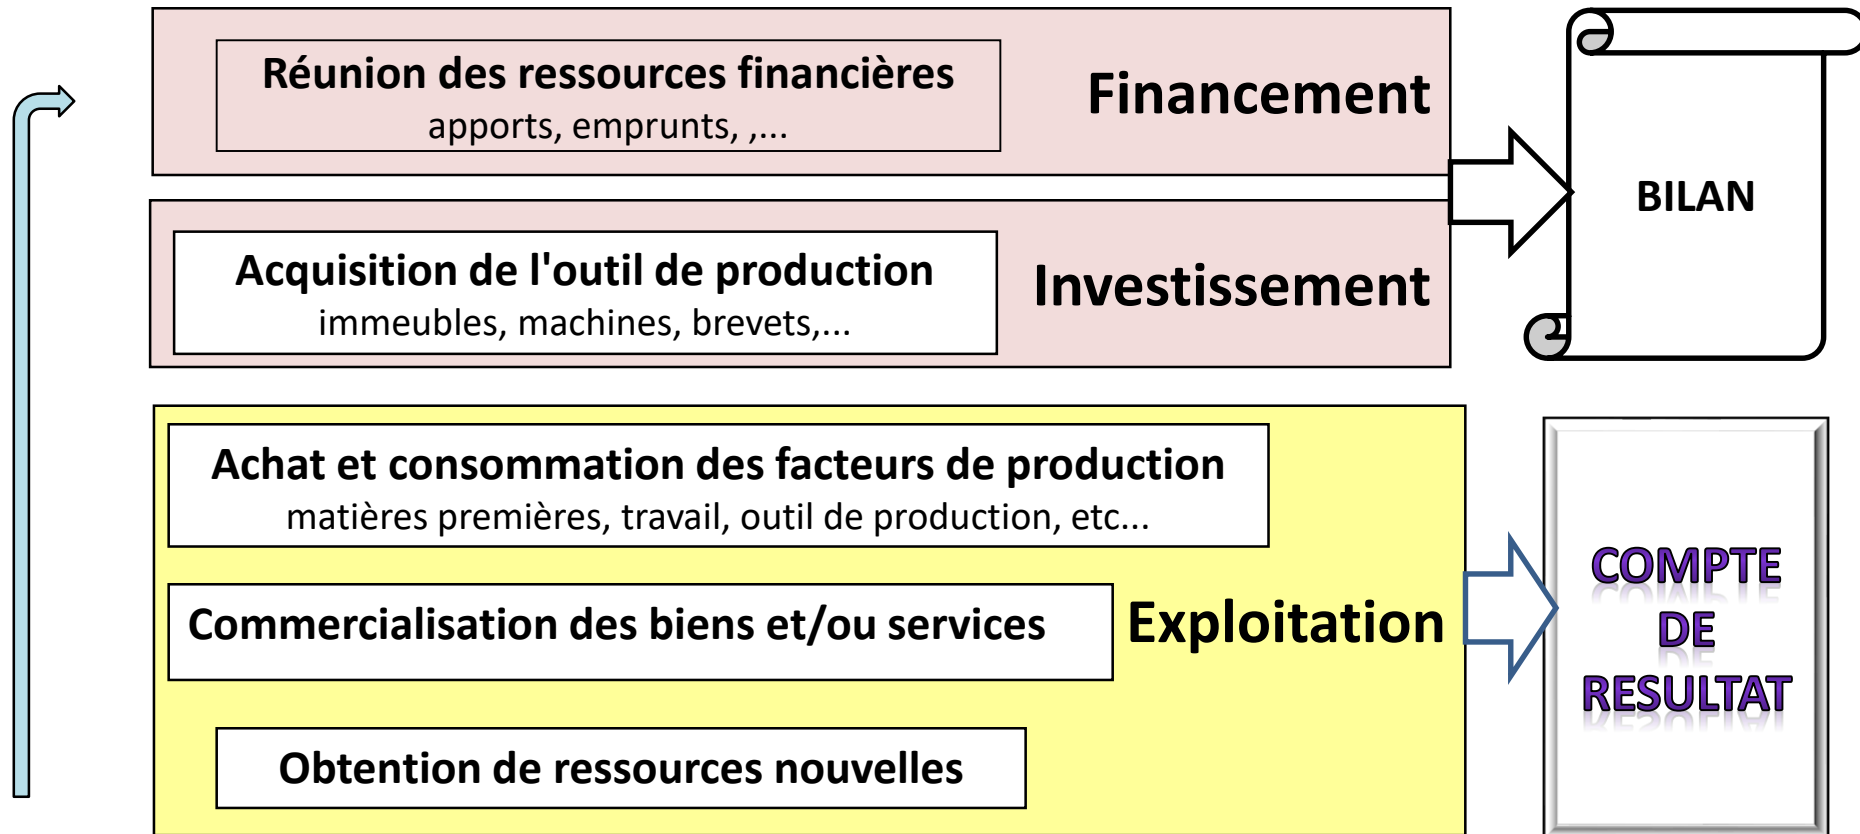 Réunion des ressources financières
apports, emprunts, ,...
Financement
Acquisition de l'outil de production
immeubles, machines, brevets,...
Investissement
BILAN
Achat et consommation des facteurs de production
matières premières, travail, outil de production, etc...
Commercialisation des biens et/ou services
Exploitation
Obtention de ressources nouvelles
COMPTE
DE
RESULTAT